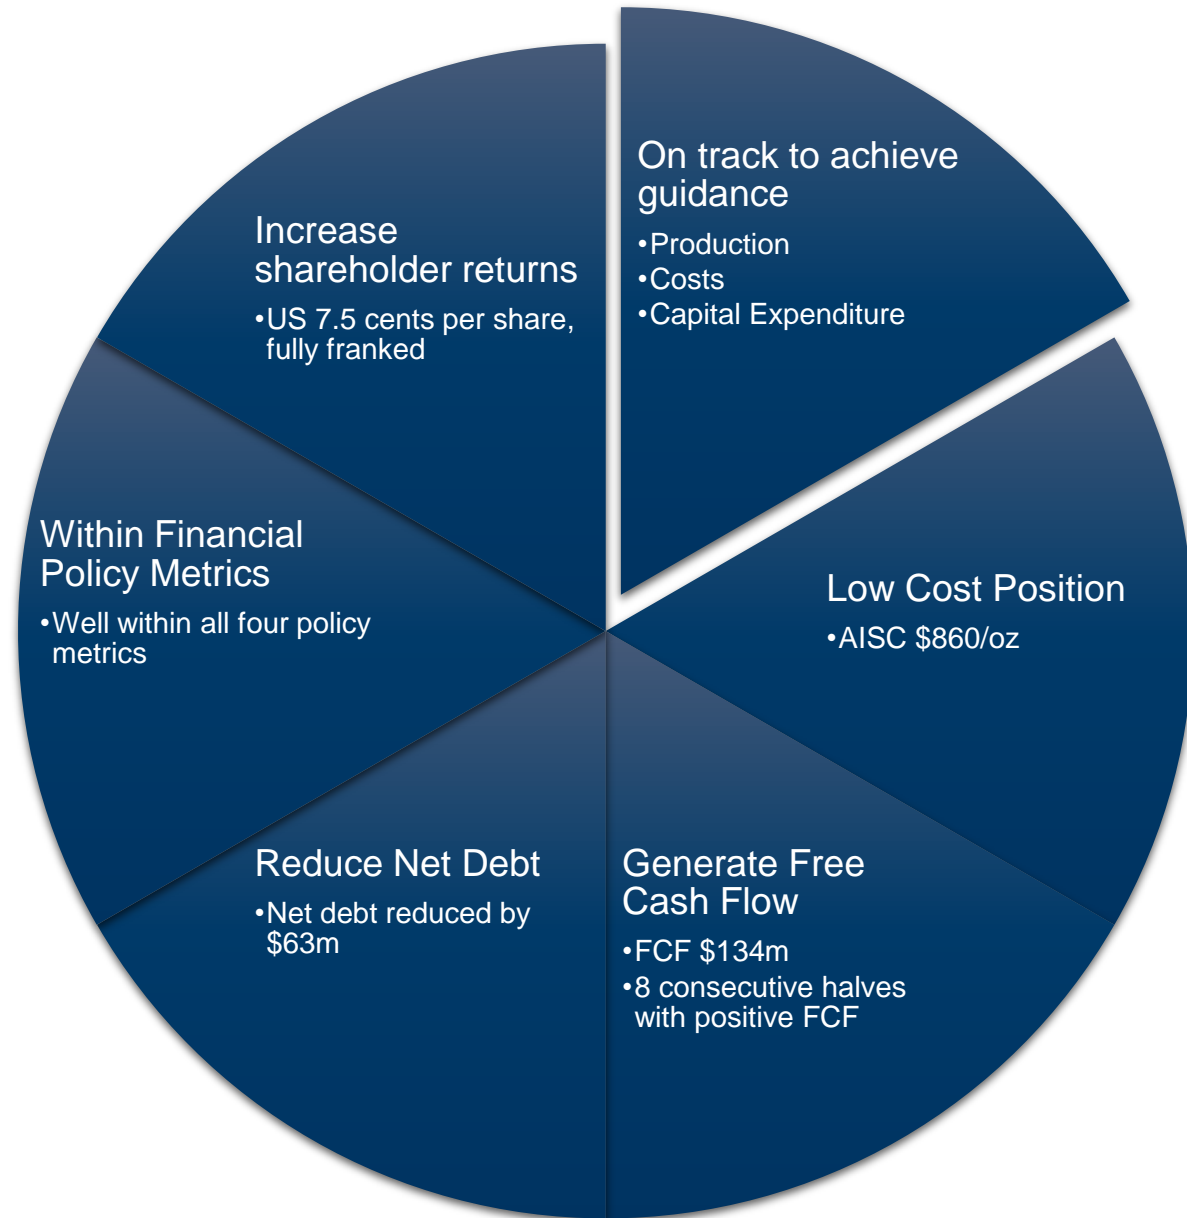 On track to achieve
guidance
•Production
•Costs
•Capital Expenditure
Low Cost Position
•AISC $860/oz
Generate Free
Cash Flow
•FCF $134m
•8 consecutive halves
with positive FCF
Reduce Net Debt
•Net debt reduced by
$63m
Within Financial
Policy Metrics
•Well within all four policy
metrics
Increase
shareholder returns
•US 7.5 cents per share,
fully franked